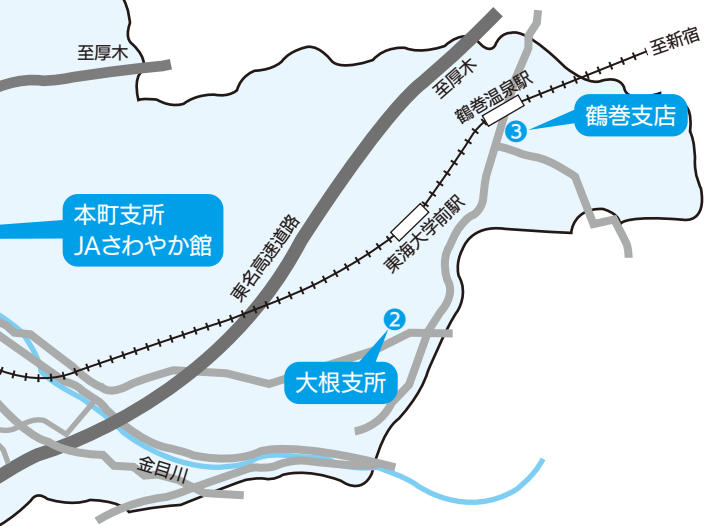 至厚木
至厚木
至新宿
鶴巻温泉駅
❸
鶴巻支店
本町支所
JAさわやか館
東名高速道路
東海大学前駅
❷
大根支所
金目川